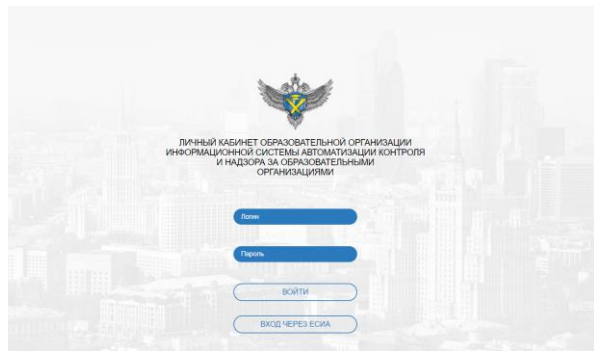 ЛИЧНЫЙ КАБИНЕТ ОБРАЗОВАТЕЛЬНОЙ ОРГАНИЗАЦИИ
ИНФОРМАЦИОННОЙ СИСТЕМЫ АВТОМАТИЗАЦИИ КОНТРОЛЯ
И НАДЗОРА ЗА ОБРАЗОВАТЕЛЬНЫМИ
ОРГАНИЗАЦИЯМИ
Логин
Пароль
ВОЙТИ
ВХОД ЧЕРЕЗ ЕСИА